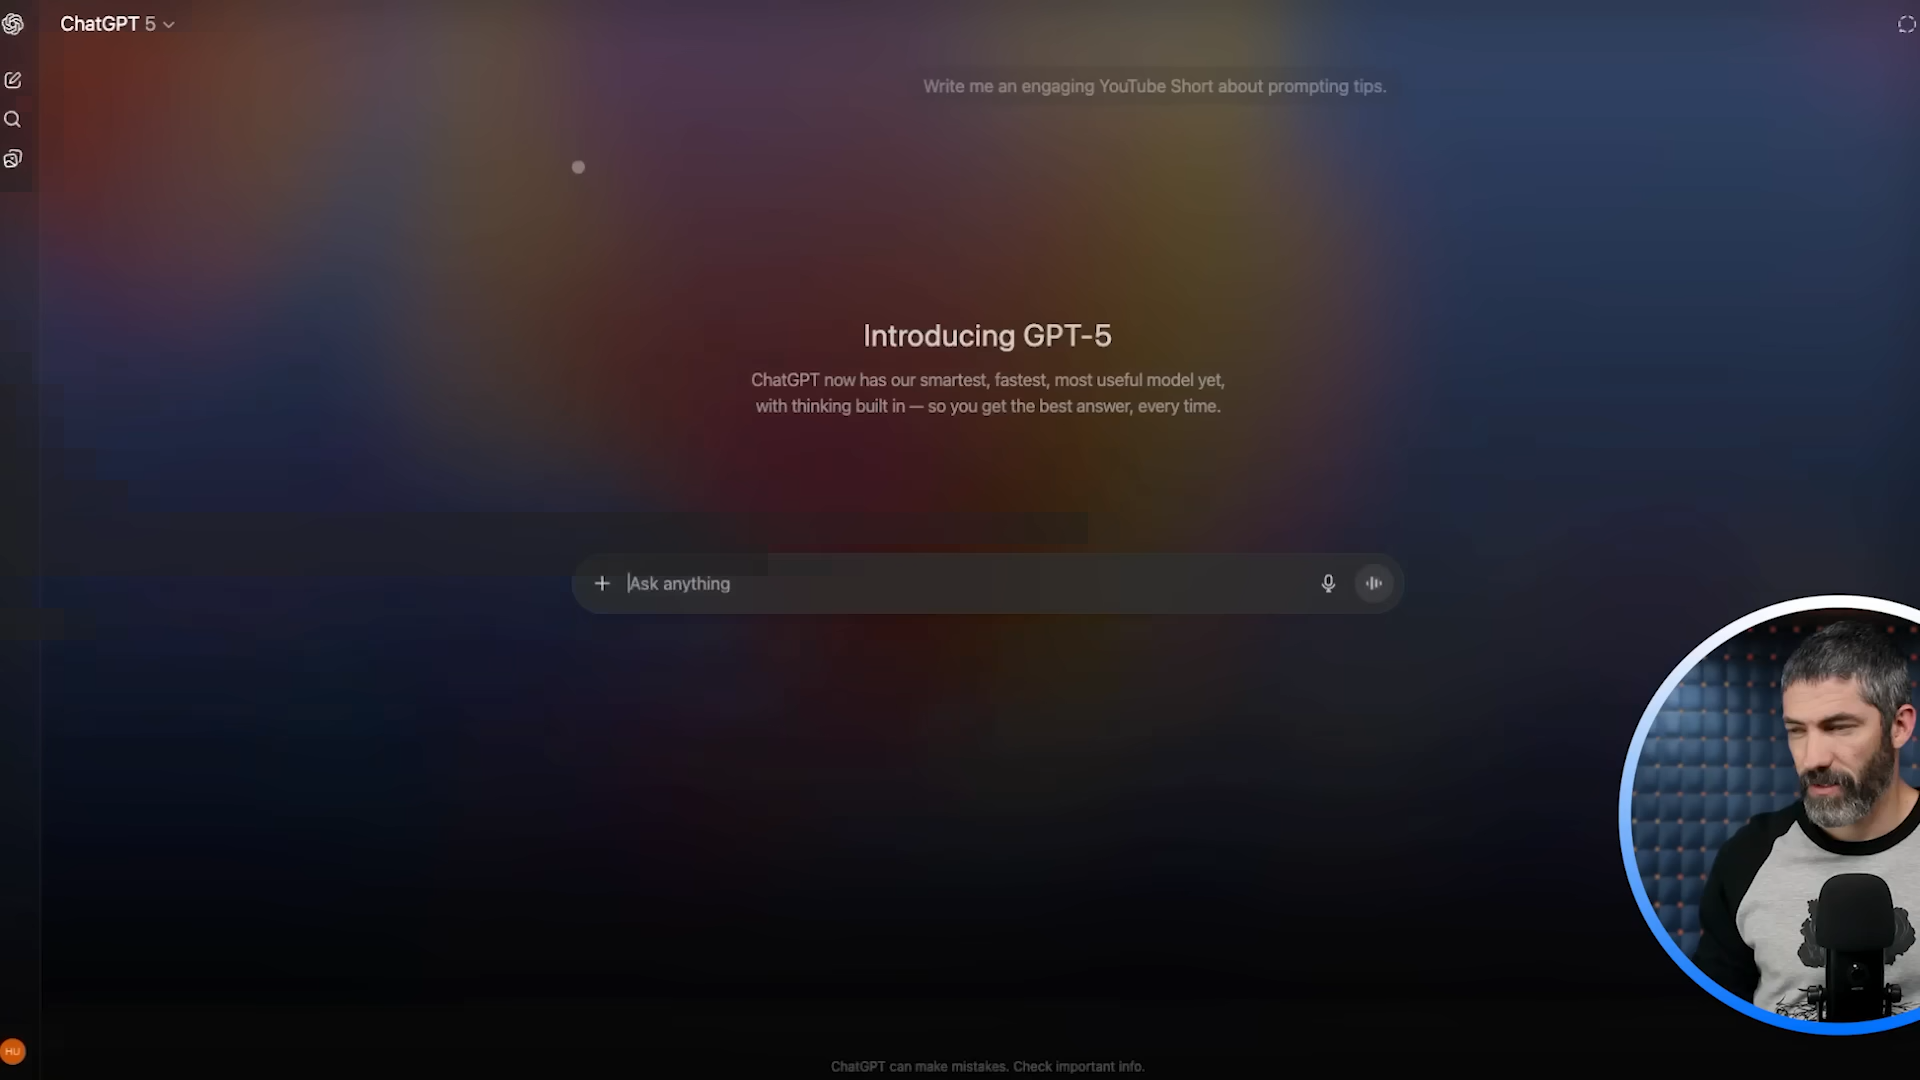 ChatGPT 5
Write me an engaging YouTube Short about prompting tips.
Introducing GPT-5
ChatGPT now has our smartest, fastest, most useful model yet,
with thinking built in — so you get the best answer, every time.
Ask anything
HU
ChatGPT can make mistakes. Check important info.